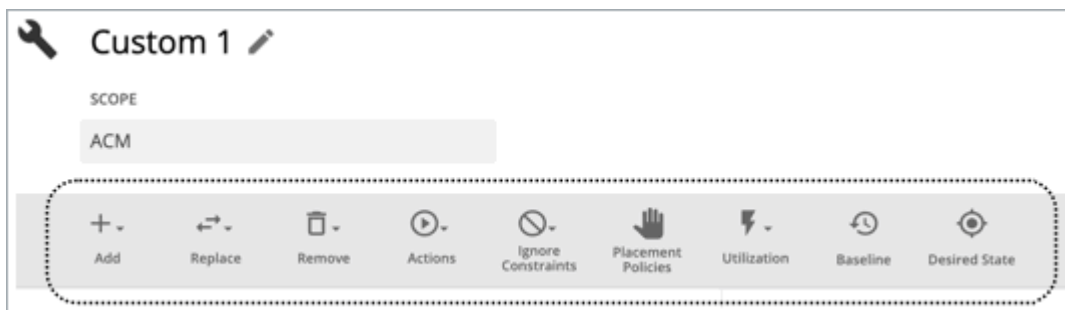 Custom 1
SCOPE
ACM
Add Replace Remove Actions Ignore Constraints Placement Policies Utilization Baseline Desired State